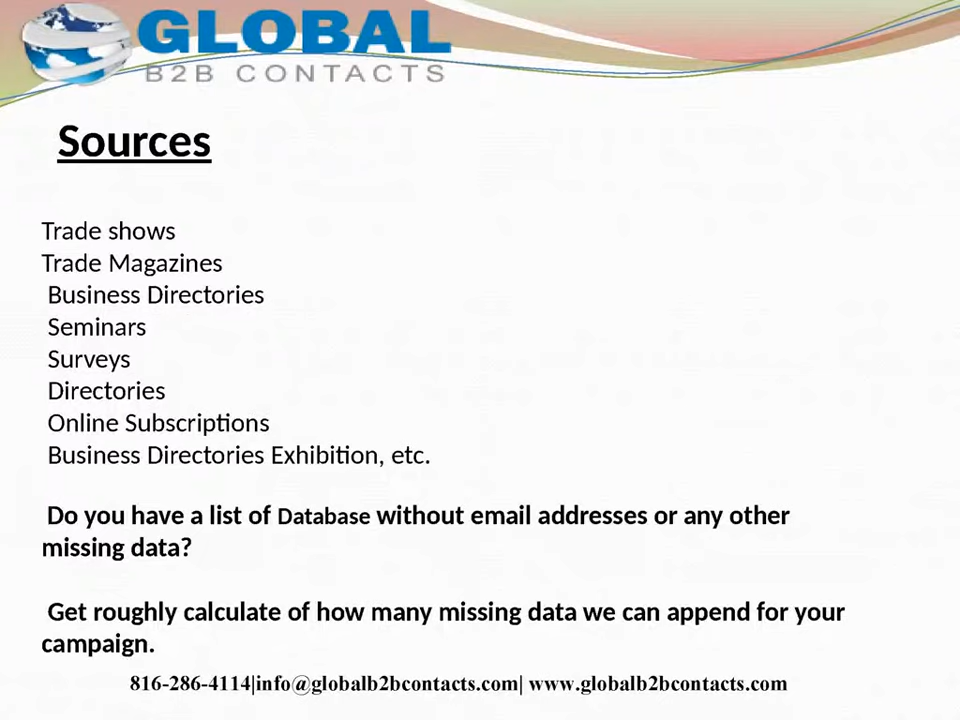 GLOBAL
B2B CONTACTS
Sources
Trade shows
Trade Magazines
Business Directories
Seminars
Surveys
Directories
Online Subscriptions
Business Directories Exhibition, etc.
Do you have a list of Database without email addresses or any other
missing data?
Get roughly calculate of how many missing data we can append for your
campaign.
816-286-4114|info@globalb2bcontacts.com| www.globalb2bcontacts.com